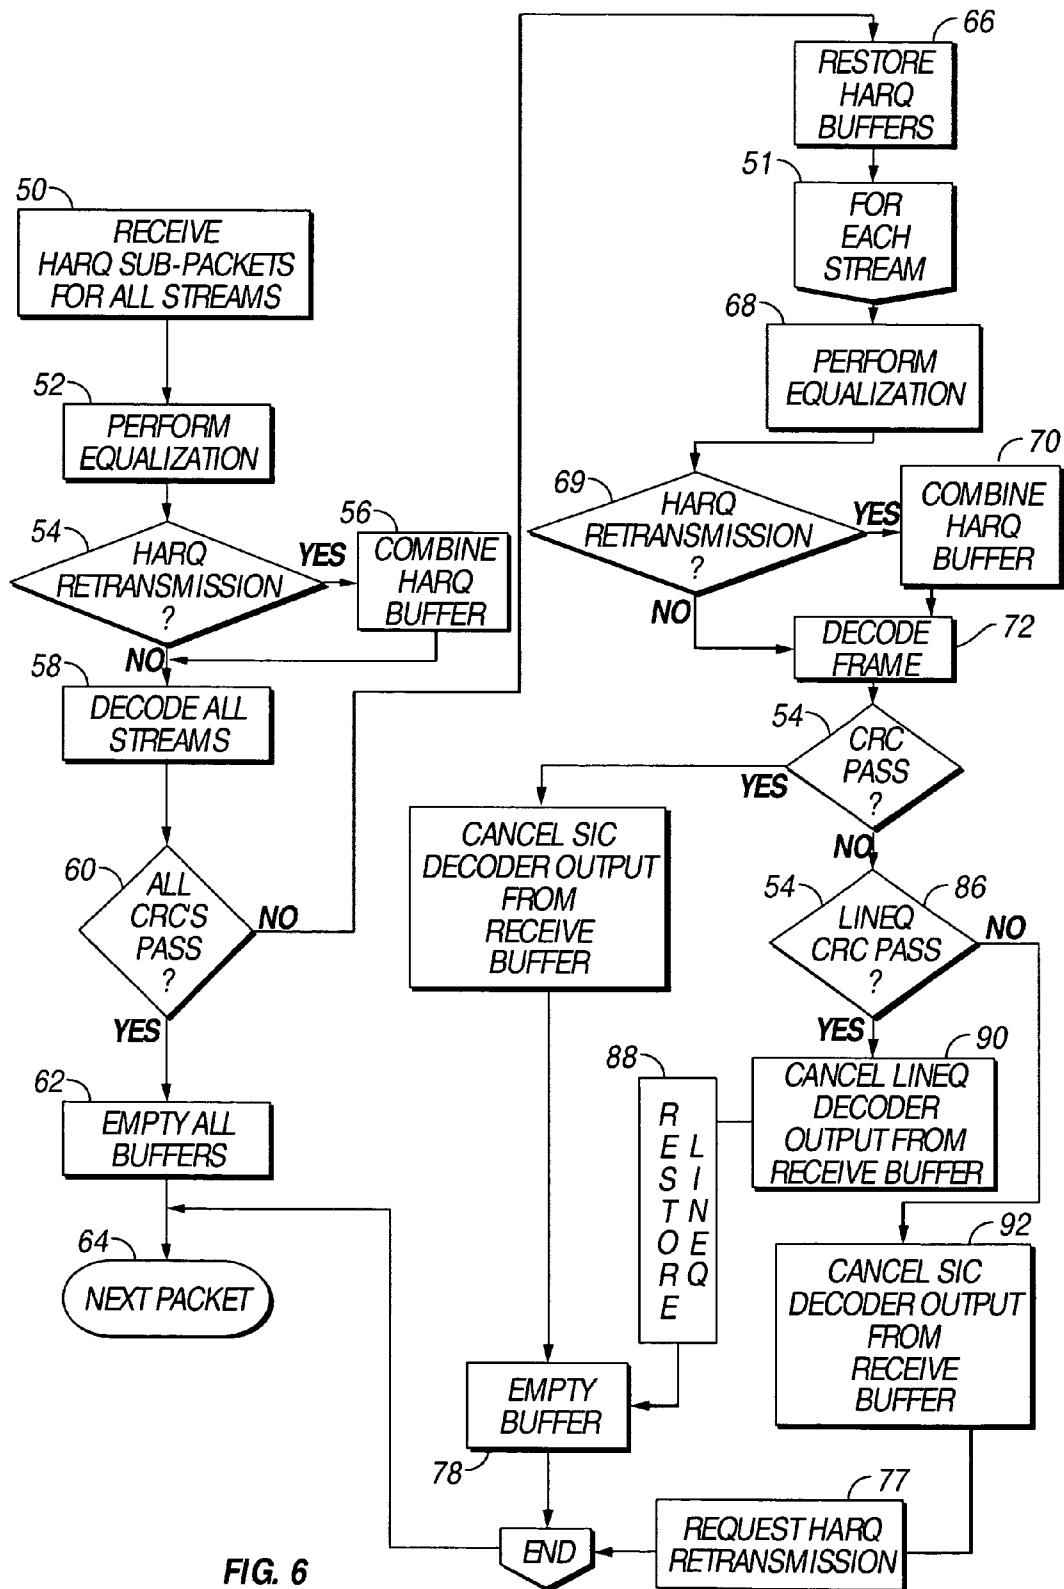 50
RECEIVE
HARQ SUB-PACKETS
FOR ALL STREAMS
52
PERFORM
EQUALIZATION
54
HARQ
RETRANSMISSION
?
YES
NO
56
COMBINE
HARQ
BUFFER
58
DECODE ALL
STREAMS
60
ALL
CRC'S
PASS
?
NO
YES
62
EMPTY ALL
BUFFERS
64
NEXT PACKET
66
RESTORE
HARQ
BUFFERS
51
FOR
EACH
STREAM
68
PERFORM
EQUALIZATION
69
HARQ
RETRANSMISSION
?
YES
NO
70
COMBINE
HARQ
BUFFER
72
DECODE
FRAME
54
CRC
PASS
?
YES
NO
CANCEL SIC
DECODER OUTPUT
FROM
RECEIVE
BUFFER
54
86
LINEQ
CRC PASS
?
NO
YES
90
CANCEL LINEQ
DECODER
OUTPUT FROM
RECEIVE BUFFER
88
RESTORE
LINEQ
92
CANCEL SIC
DECODER OUTPUT
FROM
RECEIVE
BUFFER
EMPTY
BUFFER
78
77
REQUEST HARQ
RETRANSMISSION
END
FIG. 6